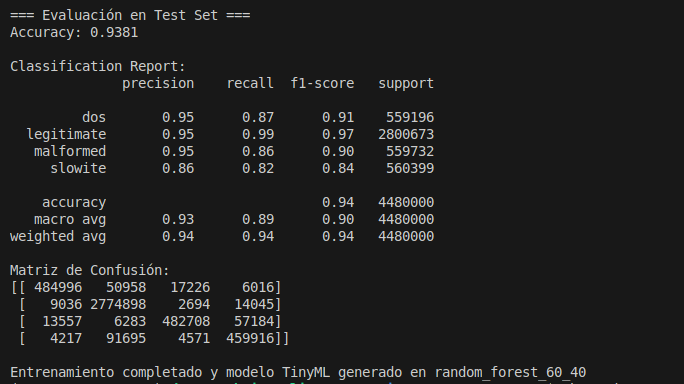 === Evaluación en Test Set ===
Accuracy: 0.9381
Classification Report:
precision recall f1-score support
dos 0.95 0.87 0.91 559196
legitimate 0.95 0.99 0.97 2800673
malformed 0.95 0.86 0.90 559732
slowite 0.86 0.82 0.84 560399
accuracy 0.94 4480000
macro avg 0.93 0.89 0.90 4480000
weighted avg 0.94 0.94 0.94 4480000
Matriz de Confusión:
[[ 484996 50958 17226 6016]
[ 9036 2774898 2694 14045]
[ 13557 6283 482708 57184]
[ 4217 91695 4571 459916]]
Entrenamiento completado y modelo TinyML generado en random_forest_60_40